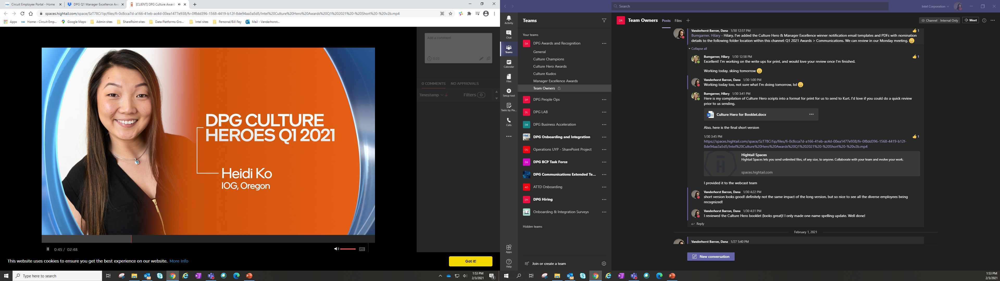 Circuit Employee Portal - Home
DPG Q1 Manager Excellence Awa
[CLIENT] DPG Culture Award
spaces.hightail.com/space/SzT78Ci1ip/files/fi-0c8cca7d-a166-41eb-ac4d-00ea1477e938/fv-0f8dd396-1568-4419-b12f-8de94aa3a5d5/Intel%20Culture%20Hero%20Awards%20Q1%202021%20-%20Short%20-%20v2b.mp4
Apps
Home - Circuit Emp...
Google Maps
Admin sites
SharePoint sites
Data Platforms Gro...
Intel sites
Personal/Bill Pay
Mail - Vanderhorst...
DPG CULTURE
HEROES Q1 2021
Heidi Ko
IOG, Oregon
Add a comment
0:23
0 COMMENTS NO APPROVALS
Timestamp
Filters 0
0:45 / 02:48
This website uses cookies to ensure you get the best experience on our website. More Info
Got it!
Type here to search
1:53 PM
2/3/2021
8
Search
Intel Corporation
Activity
Chat
Teams
Calendar
Files
Setup tool
Tasks by Pla...
Calls
Apps
Help
Teams
Your teams
DA DPG Awards and Recognition
General
Culture Champions
Culture Hero Awards
Culture Kudos
Manager Excellence Awards
Team Owners
DP DPG People Ops
DL DPG LAB
DB DPG Business Acceleration
DPG Onboarding and Integration
OU Operations UYP - SharePoint Project
DB DPG BCP Task Force
DPG Communications Extended Te...
AO ATTD Onboarding
DH DPG Hiring
Onboarding & Integration Surveys
Hidden teams
Join or create a team
DA Team Owners Posts Files
Channel | Internal Only
Meet
Vanderhorst Barron, Dana 1/30 12:57 PM
1
Bumgarner, Hilary - Hilary, I've added the Culture Hero & Manager Excellence winner notification email templates and PDFs with nomination
details to the following folder location within this channel: Q1 2021 Awards > Communications. We can review in our Monday meeting.
Collapse all
Bumgarner, Hilary 1/30 12:58 PM
1
Excellent! I'm working on the write ups for print, and would love your review once I'm finished.
Working today, skiing tomorrow
Vanderhorst Barron, Dana 1/30 1:00 PM
Working today too, not sure what I'm doing tomorrow, lol
Bumgarner, Hilary 1/30 3:41 PM
Here is my compilation of Culture Hero scripts into a format for print for us to send to Kurt. I'd love if you could do a quick review
prior to us sending.
Culture Hero for Booklet.docx
Also, here is the final short version
1/30 3:45 PM
1
https://spaces.hightail.com/space/SzT78Ci1ip/files/fi-0c8cca7d-a166-41eb-ac4d-00ea1477e938/fv-0f8dd396-1568-4419-b12f-
8de94aa3a5d5/Intel%20Culture%20Hero%20Awards%20Q1%202021%20-%20Short%20-%20v2b.mp4
Hightail Spaces
Hightail Spaces lets you send unlimited files, of any size, to anyone. Collaborate with your team and evolve your work.
spaces.hightail.com
I provided it to the webcast team
Vanderhorst Barron, Dana 1/30 4:22 PM
short version looks good! definitely not the same impact of the long version, but so nice to see all the diverse employees being
recognized!
Vanderhorst Barron, Dana 1/30 4:31 PM
I reviewed the Culture Hero booklet (looks great)! I only made one name spelling update. Well done!
Reply
February 1, 2021
Vanderhorst Barron, Dana 1/27 5:40 PM
New conversation
1:53 PM
2/3/2021